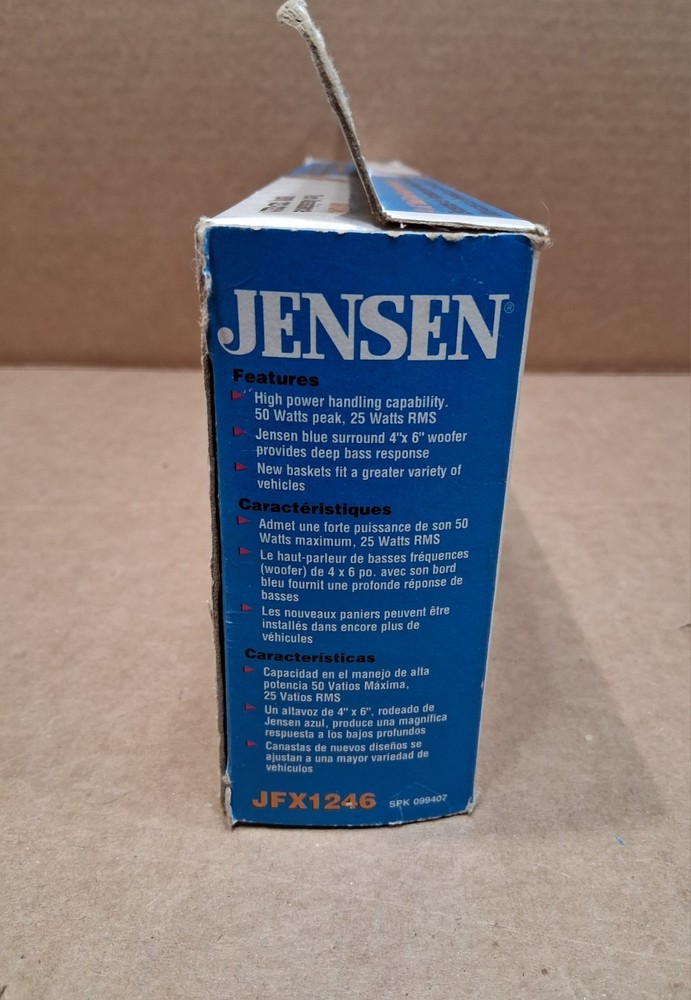 JENSEN®
Features
High power handling capability.
50 Watts peak, 25 Watts RMS
Jensen blue surround 4"x 6" woofer
provides deep bass response
New baskets fit a greater variety of
vehicles
Caractéristiques
Admet une forte puissance de son 50
Watts maximum, 25 Watts RMS
Le haut-parleur de basses fréquences
(woofer) de 4 x 6 po. avec son bord
bleu fournit une profonde réponse de
basses
Les nouveaux paniers peuvent être
installés dans encore plus de
véhicules
Características
Capacidad en el manejo de alta
potencia 50 Vatios Máxima,
25 Vatios RMS
Un altavoz de 4" x 6", rodeado de
Jensen azul, produce una magnífica
respuesta a los bajos profundos
Canastas de nuevos diseños se
ajustan a una mayor variedad de
vehículos
JFX1246 SPK 099407